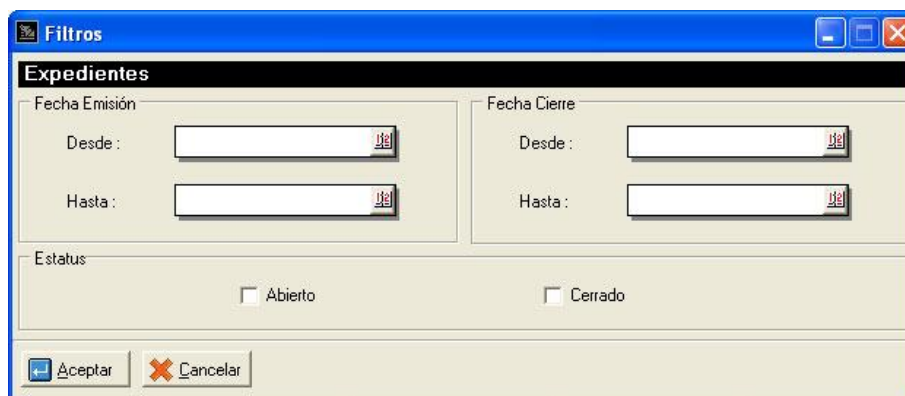 Filtros
Expedientes
Fecha Emisión
Fecha Cierre
Desde :
Desde :
Hasta :
Hasta :
Estatus
Abierto
Cerrado
Aceptar
Cancelar